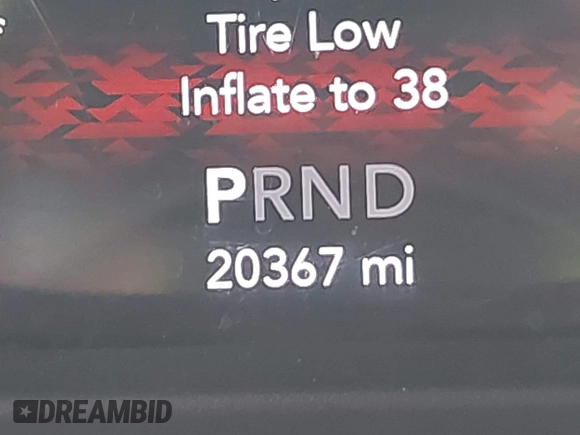 Tire Low
Inflate to 38
PRND
20367 mi
DREAMBID